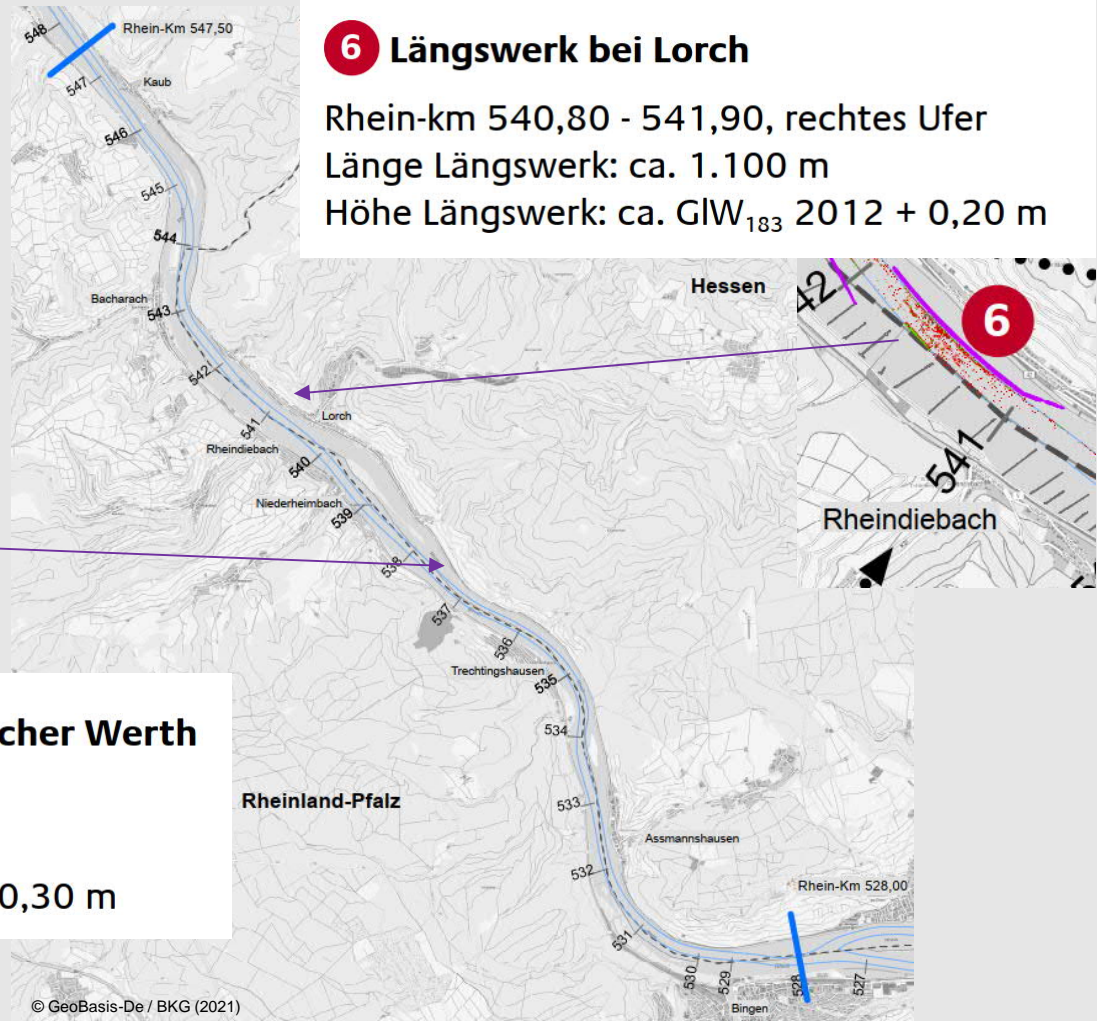 548
Rhein-Km 547,50
547
Kaub
546
545
544
Bacharach
543
542
541
Lorch
Rheindiebach
540
Niederheimbach
539
538
537
536
Trechtingshausen
535
534
533
Assmannshausen
532
531
Rhein-Km 528,00
530
529
528
527
Bingen
Hessen
Rheinland-Pfalz
6 Längswerk bei Lorch
Rhein-km 540,80 - 541,90, rechtes Ufer
Länge Längswerk: ca. 1.100 m
Höhe Längswerk: ca. GlW183 2012 + 0,20 m
42
6
541
Rheindiebach
cher Werth
0,30 m
© GeoBasis-De / BKG (2021)